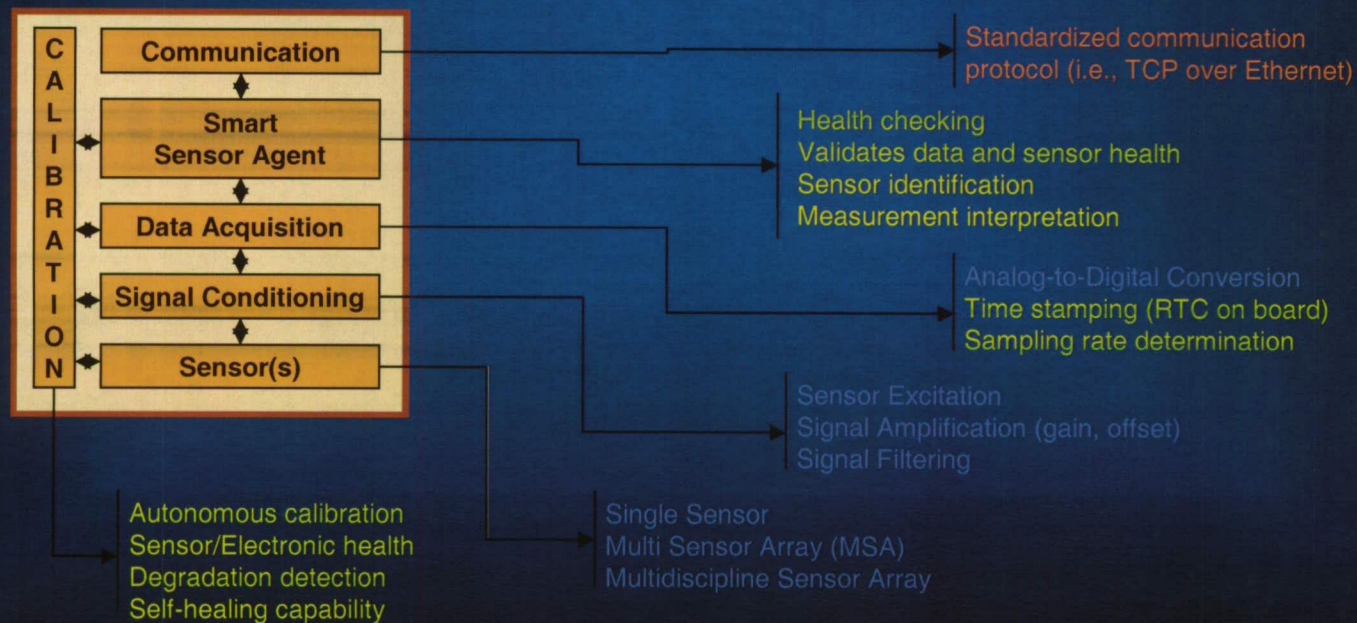 CALIBRATION
Communication
Smart
Sensor Agent
Data Acquisition
Signal Conditioning
Sensor(s)
Standardized communication
protocol (i.e., TCP over Ethernet)
Health checking
Validates data and sensor health
Sensor identification
Measurement interpretation
Analog-to-Digital Conversion
Time stamping (RTC on board)
Sampling rate determination
Sensor Excitation
Signal Amplification (gain, offset)
Signal Filtering
Single Sensor
Multi Sensor Array (MSA)
Multidiscipline Sensor Array
Autonomous calibration
Sensor/Electronic health
Degradation detection
Self-healing capability